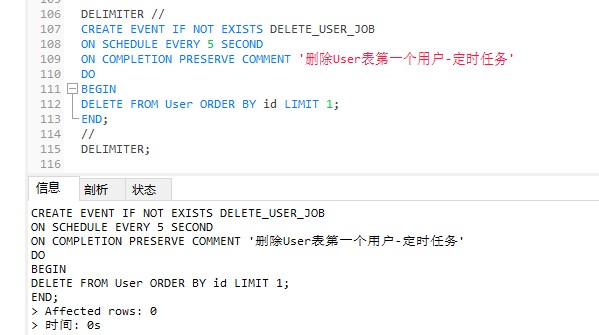 106 DELIMITER //
107 CREATE EVENT IF NOT EXISTS DELETE_USER_JOB
108 ON SCHEDULE EVERY 5 SECOND
109 ON COMPLETION PRESERVE COMMENT '删除User表第一个用户-定时任务'
110 DO
111 BEGIN
112 DELETE FROM User ORDER BY id LIMIT 1;
113 END;
114 //
115 DELIMITER;
116
信息 剖析 状态
CREATE EVENT IF NOT EXISTS DELETE_USER_JOB
ON SCHEDULE EVERY 5 SECOND
ON COMPLETION PRESERVE COMMENT '删除User表第一个用户-定时任务'
DO
BEGIN
DELETE FROM User ORDER BY id LIMIT 1;
END;
> Affected rows: 0
> 时间: 0s